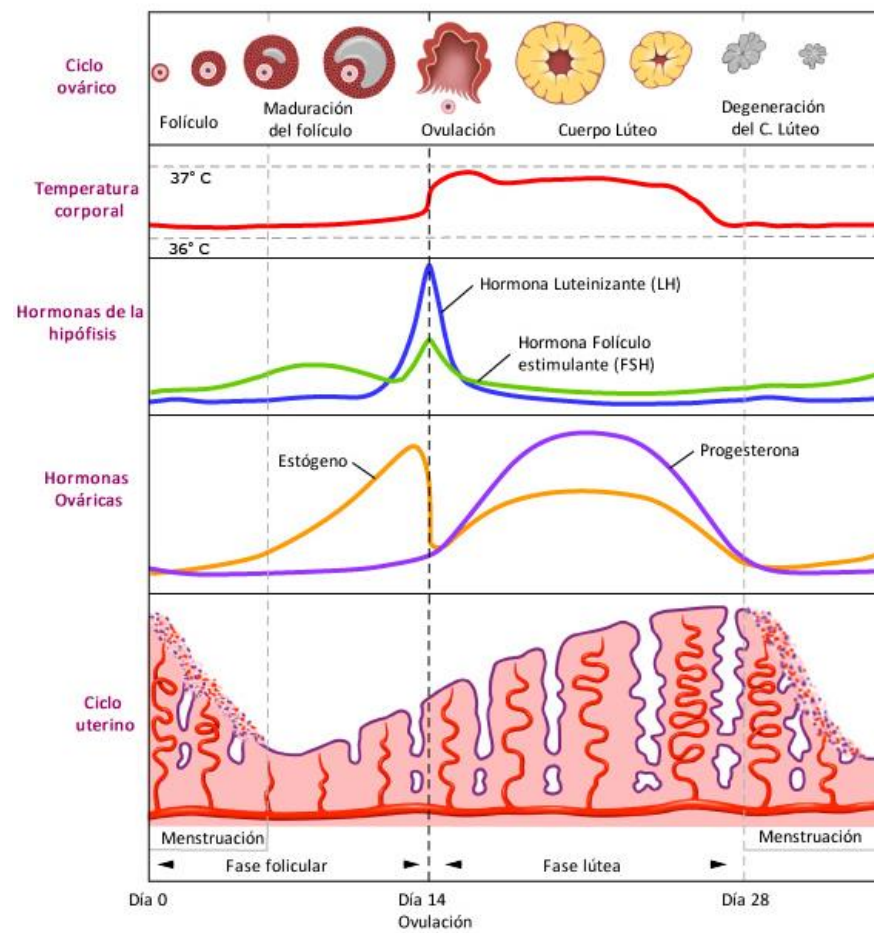 Ciclo
ovárico
Folículo
Maduración
del folículo
Ovulación
Cuerpo Lúteo
Degeneración
del C. Lúteo
Temperatura
corporal
37° C
36° C
Hormonas de la
hipófisis
Hormona Luteinizante (LH)
Hormona Folículo
estimulante (FSH)
Hormonas
Ováricas
Estógeno
Progesterona
Ciclo
uterino
Menstruación
Menstruación
Fase folicular
Fase lútea
Día 0
Día 14
Ovulación
Día 28